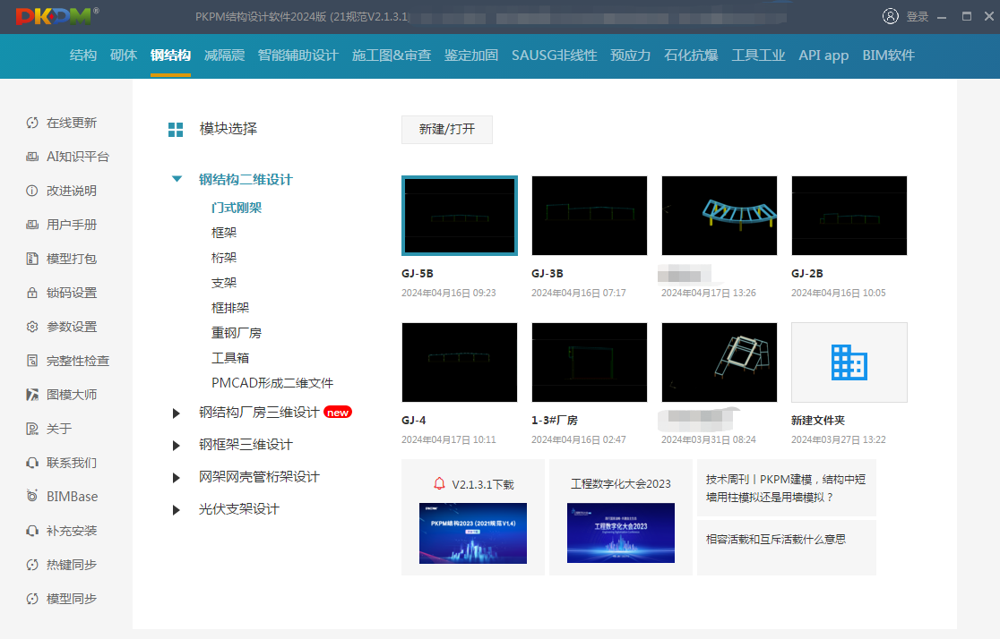 PKPM®
PKPM结构设计软件2024版 (21规范V2.1.3.1
登录
结构 砌体 钢结构 减隔震 智能辅助设计 施工图&审查 鉴定加固 SAUSG非线性 预应力 石化抗爆 工具工业 API app BIM软件
在线更新
AI知识平台
改进说明
用户手册
模型打包
锁码设置
参数设置
完整性检查
图模大师
关于
联系我们
BIMBase
补充安装
热键同步
模型同步
模块选择
钢结构二维设计
门式刚架
框架
桁架
支架
框排架
重钢厂房
工具箱
PMCAD形成二维文件
钢结构厂房三维设计 new
钢框架三维设计
网架网壳管桁架设计
光伏支架设计
新建/打开
GJ-5B
2024年04月16日 09:23
GJ-3B
2024年04月16日 07:17
2024年04月17日 13:26
GJ-2B
2024年04月16日 10:05
GJ-4
2024年04月17日 10:11
1-3#厂房
2024年04月16日 02:47
2024年03月31日 08:24
新建文件夹
2024年03月27日 13:22
V2.1.3.1下载
PKPM结构2023 (2021规范 V1.4)
工程数字化大会2023
工程数字化大会2023
技术周刊丨PKPM建模，结构中短
墙用柱模拟还是用墙模拟？
相容活载和互斥活载什么意思